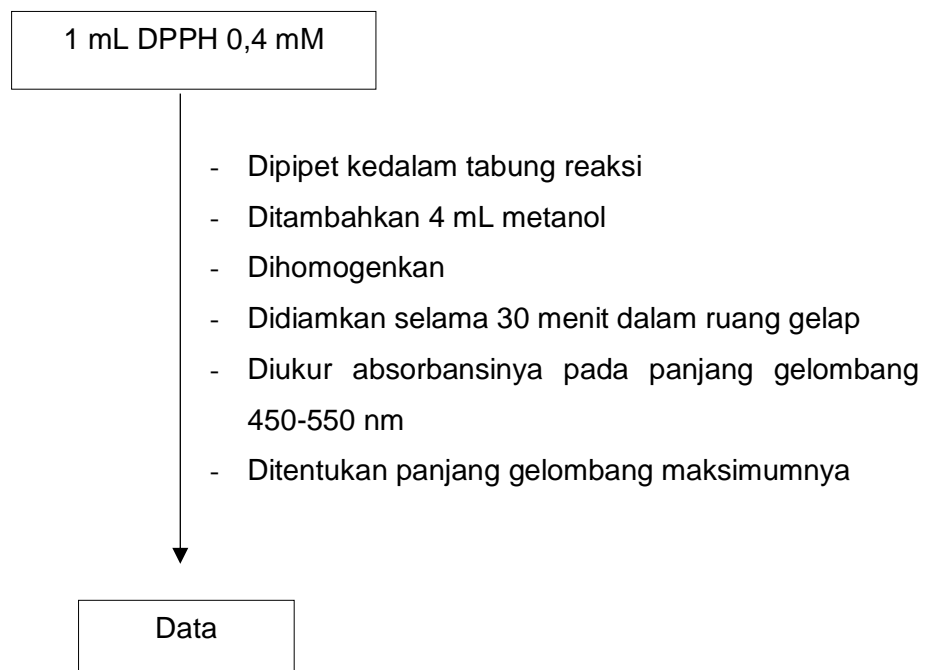 1 mL DPPH 0,4 mM
- Dipipet kedalam tabung reaksi
- Ditambahkan 4 mL metanol
- Dihomogenkan
- Didiamkan selama 30 menit dalam ruang gelap
- Diukur absorbansinya pada panjang gelombang
450-550 nm
- Ditentukan panjang gelombang maksimumnya
Data